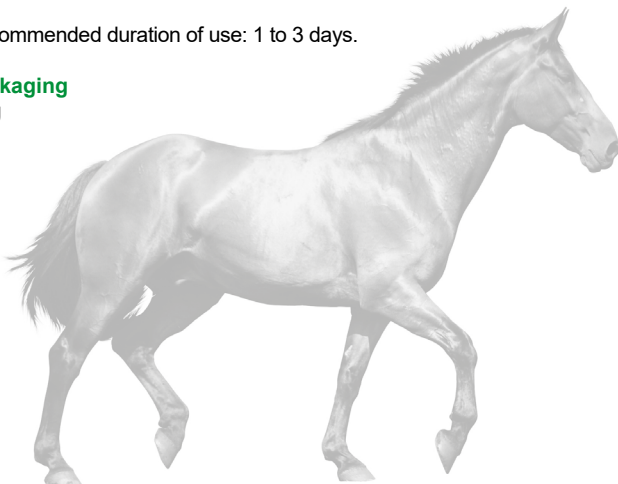 ommended duration of use: 1 to 3 days.
kaging